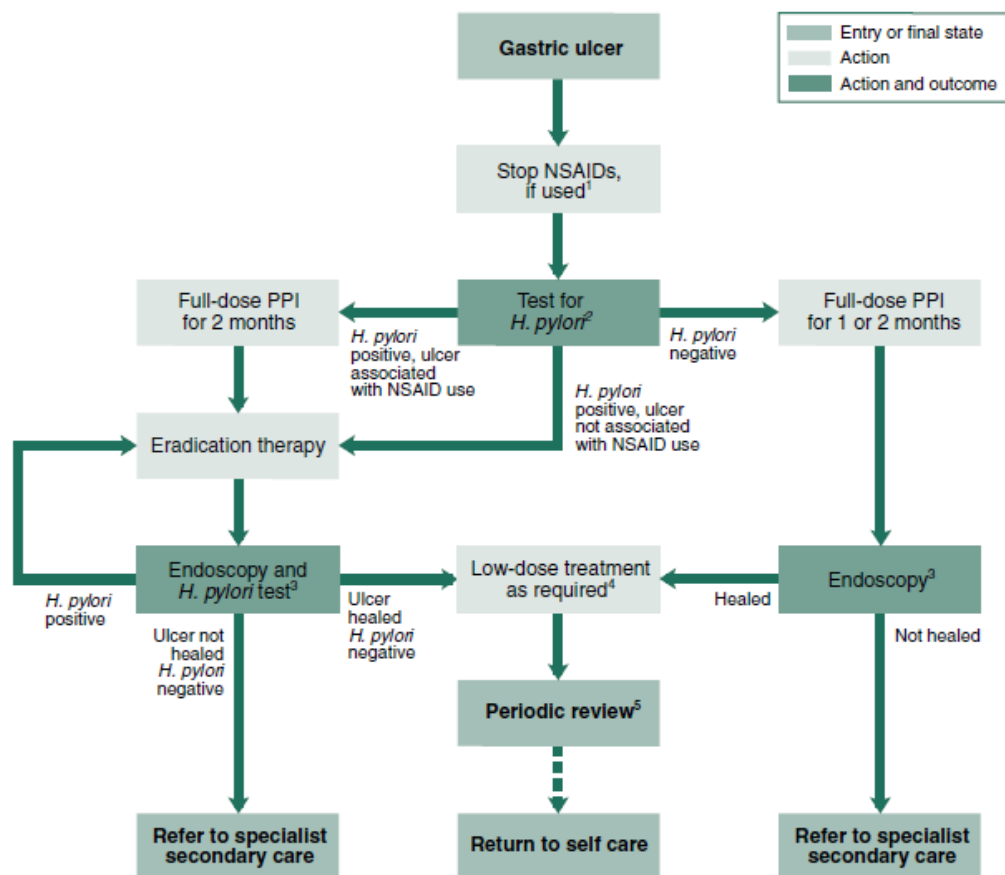 Gastric ulcer
Entry or final state
Action
Action and outcome
Stop NSAIDs,
if used¹
Full-dose PPI
for 2 months
Test for
H. pylori²
Full-dose PPI
for 1 or 2 months
H. pylori
positive, ulcer
associated
with NSAID use
H. pylori
negative
H. pylori
positive, ulcer
not associated
with NSAID use
Eradication therapy
Endoscopy and
H. pylori test³
Low-dose treatment
as required⁴
Endoscopy³
H. pylori
positive
Ulcer
healed
H. pylori
negative
Healed
Ulcer not
healed
H. pylori
negative
Not healed
Periodic review⁵
Refer to specialist
secondary care
Return to self care
Refer to specialist
secondary care